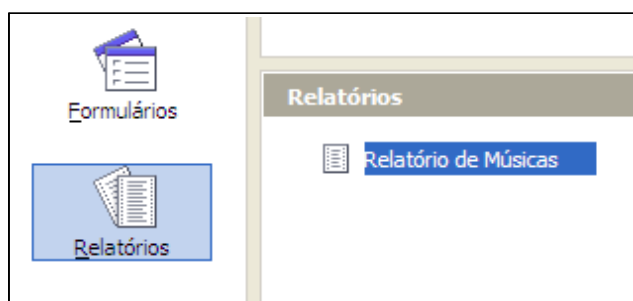 Formulários
Relatórios
Relatórios
Relatório de Músicas